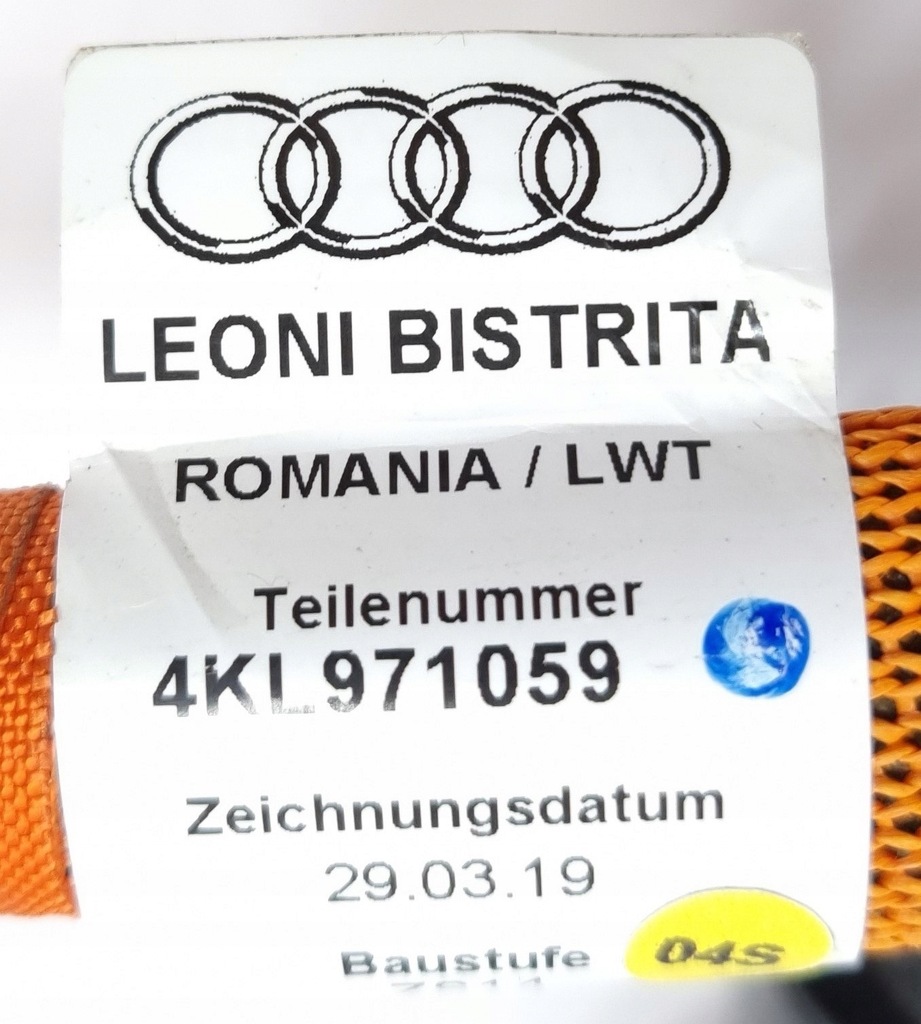 LEONI BISTRITA
ROMANIA / LWT
Teilenummer
4KL971059
Zeichnungsdatum
29.03.19
Baustufe
04S